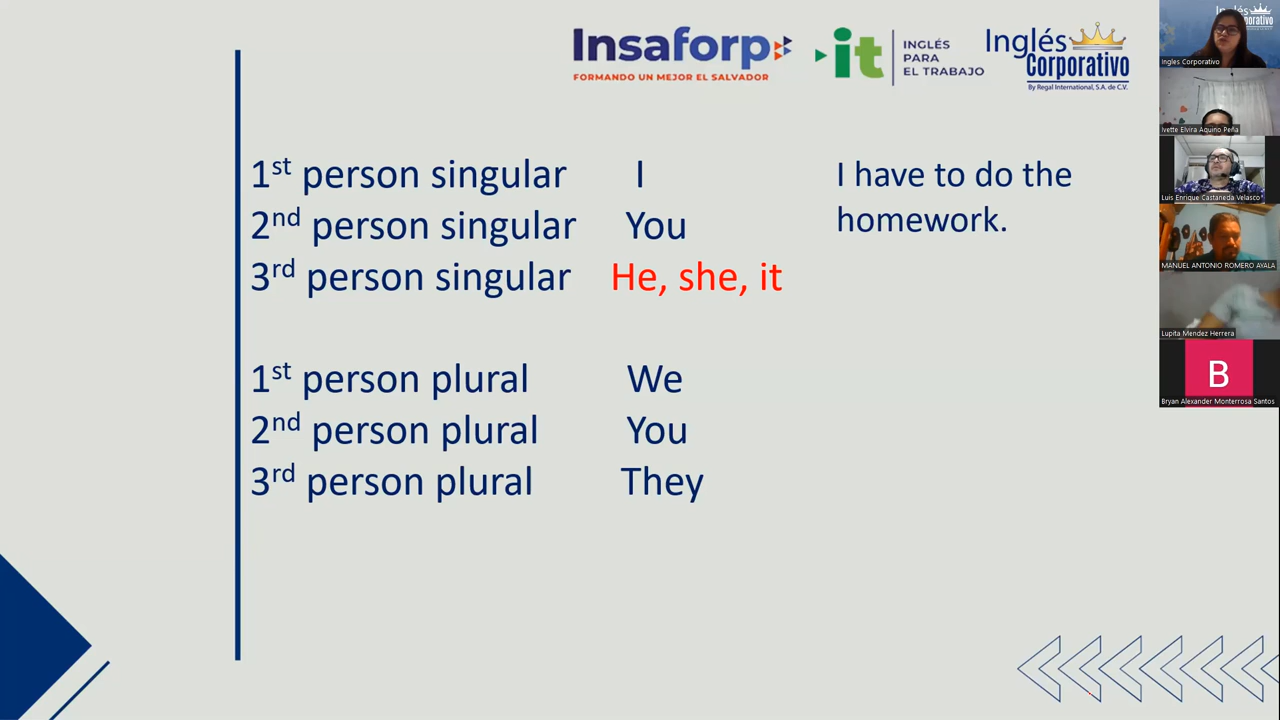 Insaforp
FORMANDO UN MEJOR EL SALVADOR
it
INGLÉS
PARA
EL TRABAJO
Inglés
Corporativo
By Regal International, S.A. de C.V.
1st person singular I
2nd person singular You
3rd person singular He, she, it
I have to do the
homework.
1st person plural We
2nd person plural You
3rd person plural They
Ingles Corporativo
Ivette Elvira Aquino Peña
Luis Enrique Castaneda Velasco
MANUEL ANTONIO ROMERO AYALA
Lupita Mendez Herrera
B
Bryan Alexander Monterrosa Santos